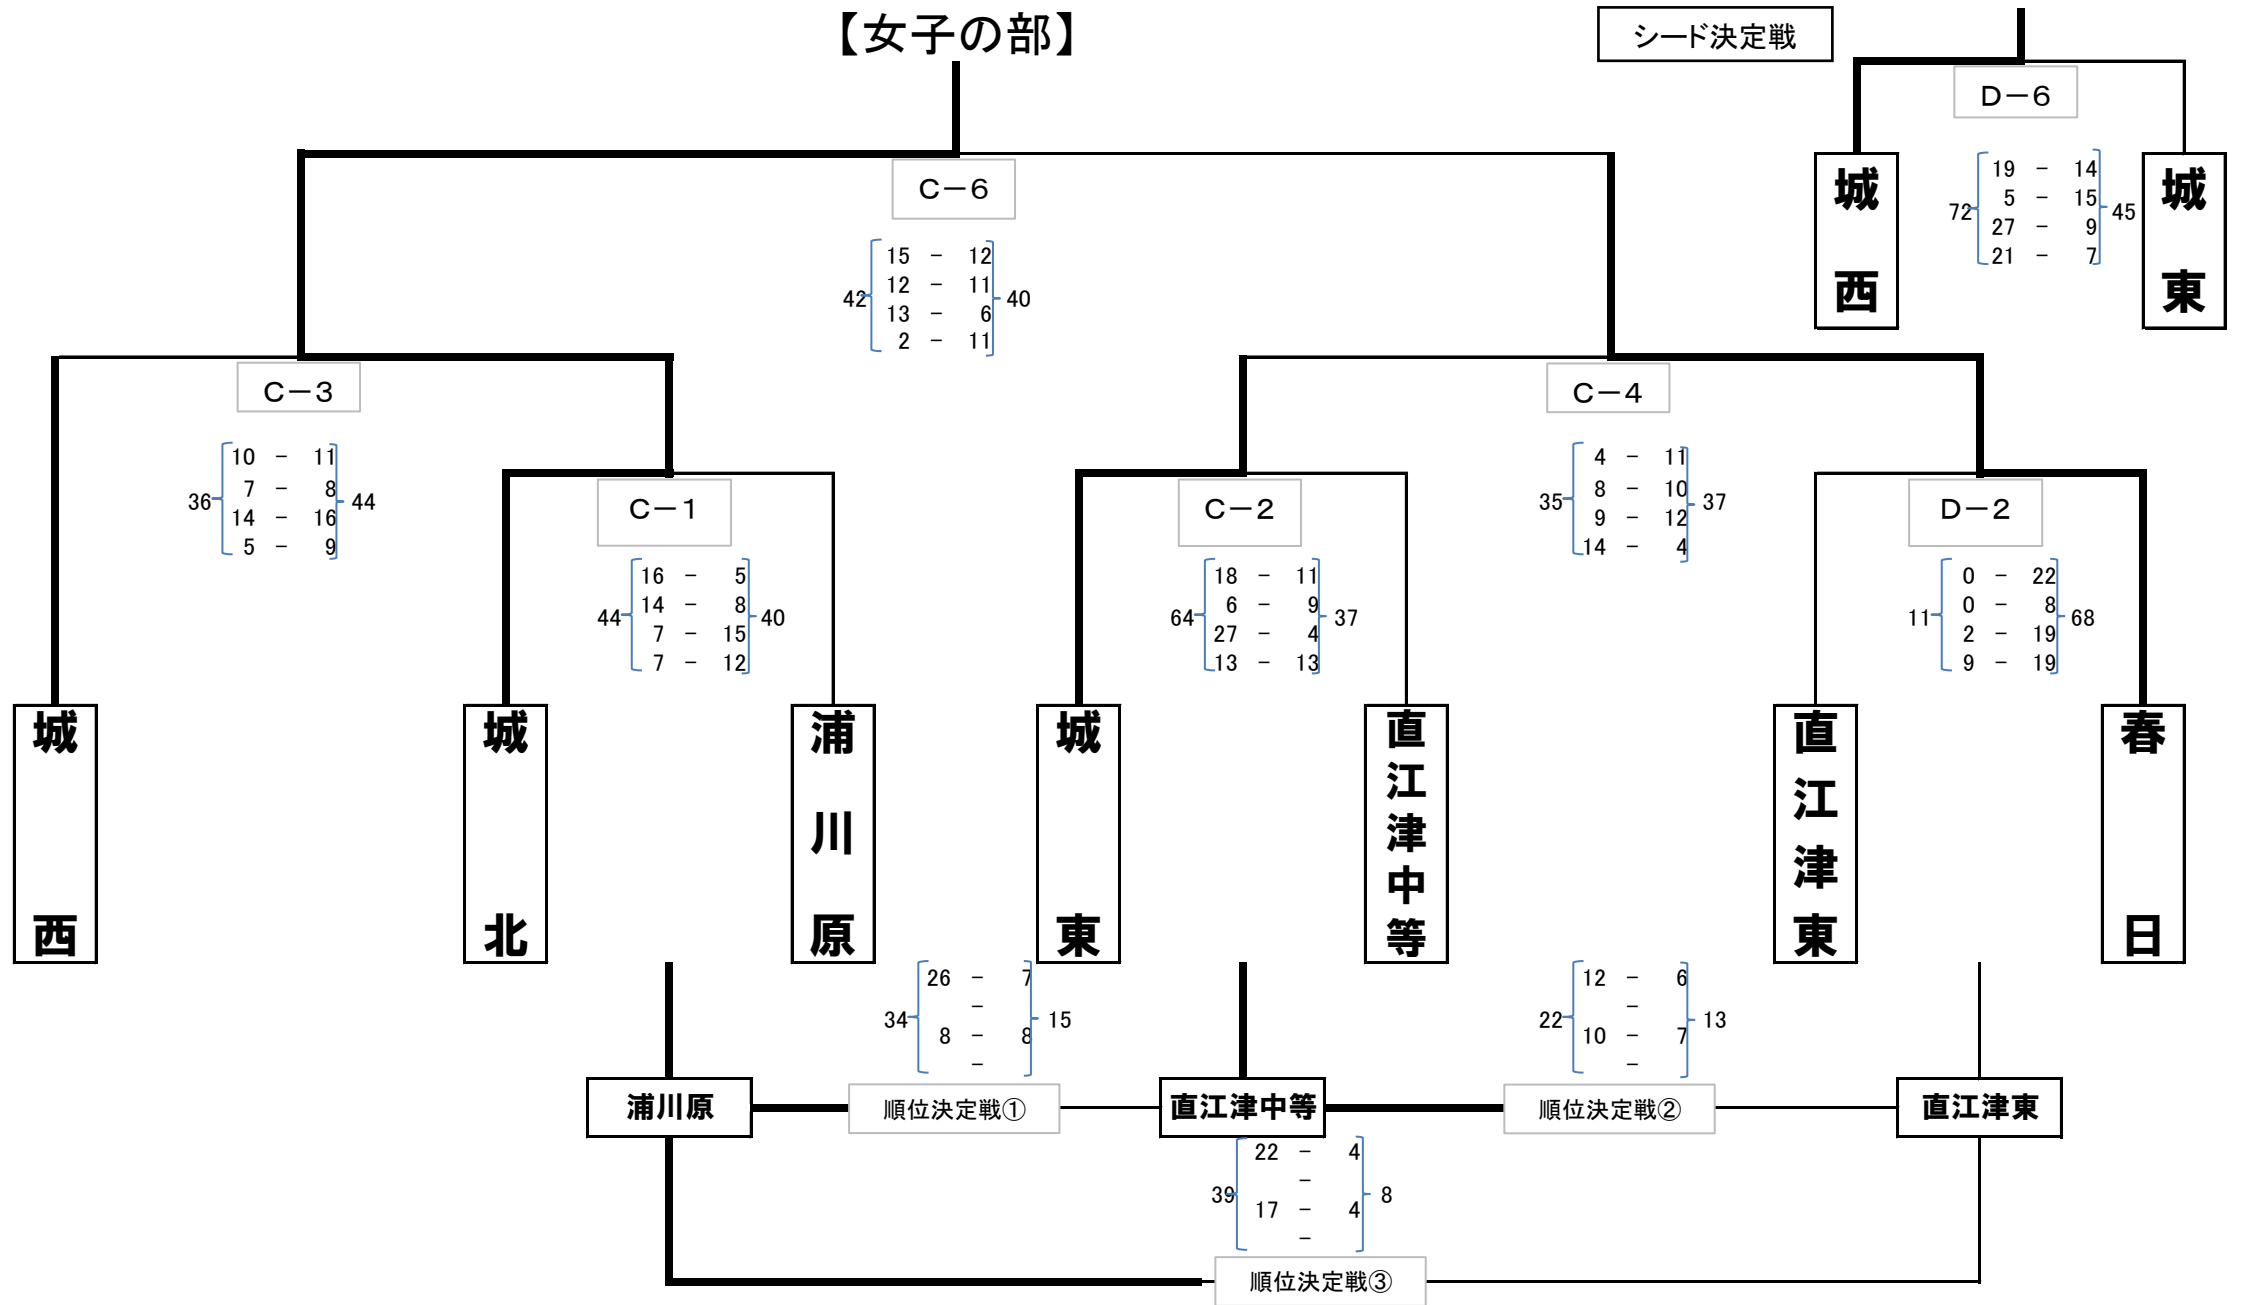 【女子の部】
シード決定戦
D－6
城西
城東
19 － 14
5 － 15
27 － 9
21 － 7
72
45
C－6
15 － 12
12 － 11
13 － 6
2 － 11
42
40
C－3
10 － 11
7 － 8
14 － 16
5 － 9
36
44
C－4
4 － 11
8 － 10
9 － 12
14 － 4
35
37
C－1
16 － 5
14 － 8
7 － 15
7 － 12
44
40
C－2
18 － 11
6 － 9
27 － 4
13 － 13
64
37
D－2
0 － 22
0 － 8
2 － 19
9 － 19
11
68
城西
城北
浦川原
城東
直江津中等
直江津東
春日
26 － 7
－
8 － 8
－
34
15
12 － 6
－
10 － 7
－
22
13
浦川原
順位決定戦①
直江津中等
順位決定戦②
直江津東
22 － 4
－
17 － 4
－
39
8
順位決定戦③